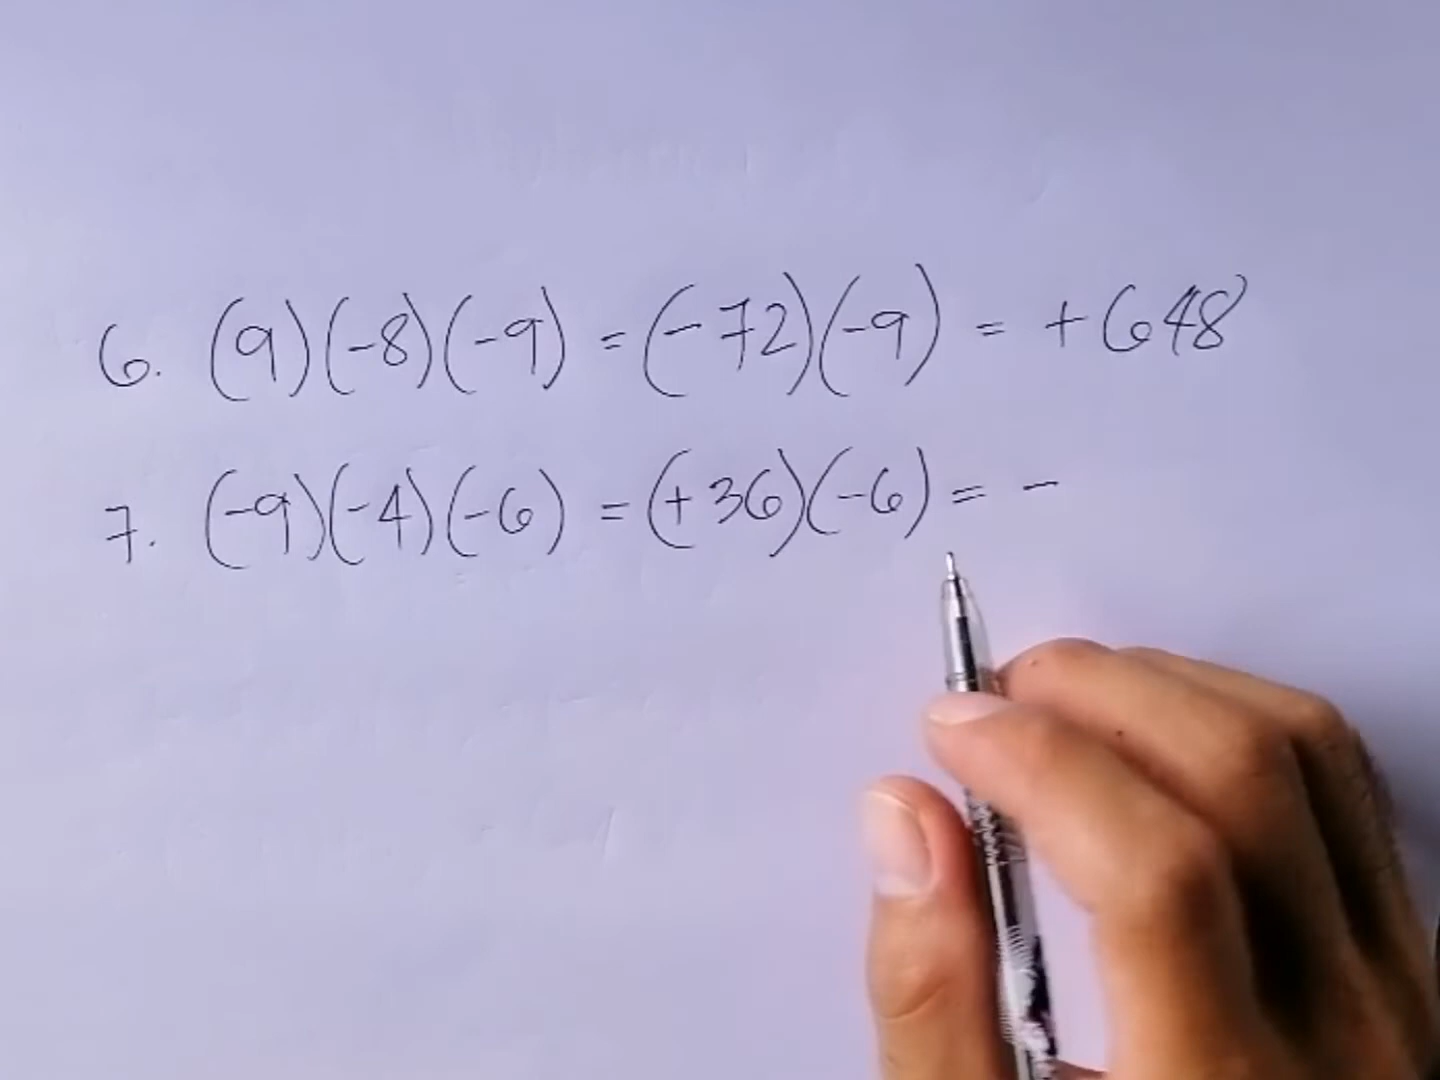 6. (9)(-8)(-9) = (-72)(-9) = +648
7. (-9)(-4)(-6) = (+36)(-6) = -